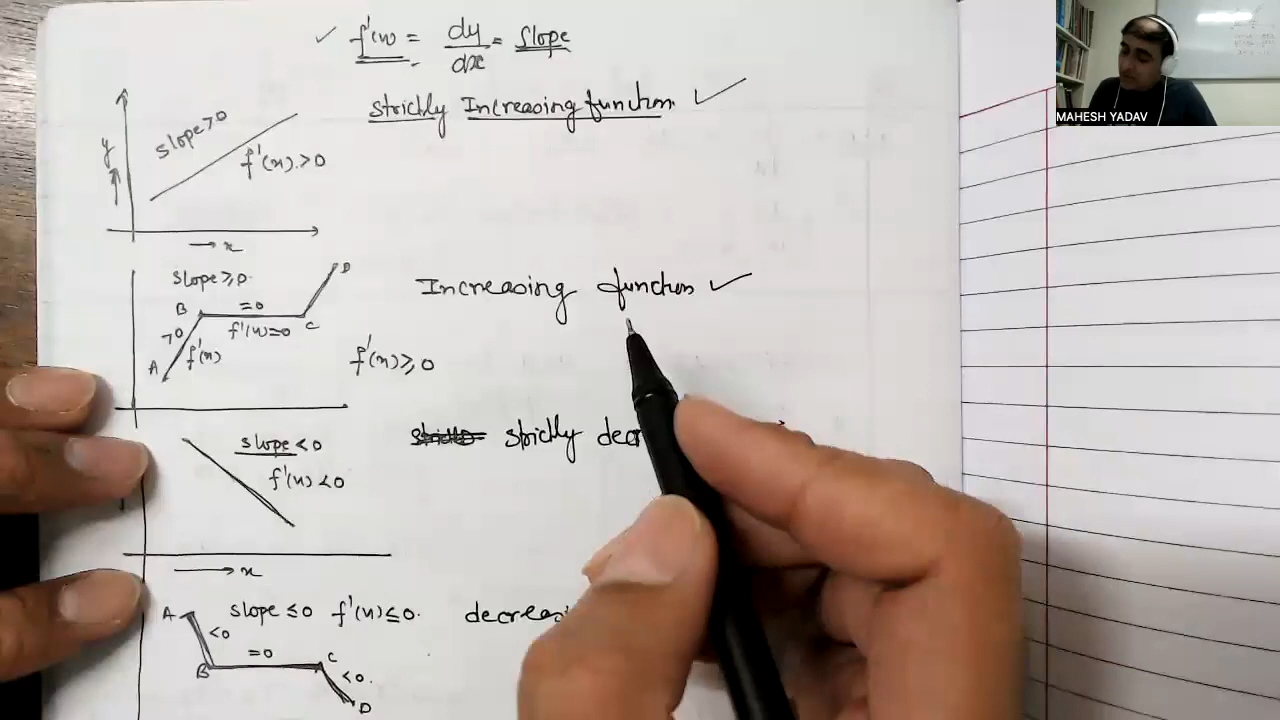 ✓ f'(x) = dy/dx = slope
strictly Increasing function ✓
slope>0
f'(x)>0
y
→ x
slope ≥ 0
A
B
C
D
>0
f'(x)
=0
f'(x)=0
Increasing function ✓
f'(x) ≥ 0
slope < 0
f'(x) < 0
strictly decr
→ x
slope ≤ 0 f'(x) ≤ 0. decreasi
A
<0
B
=0
C
<0.
D
MAHESH YADAV